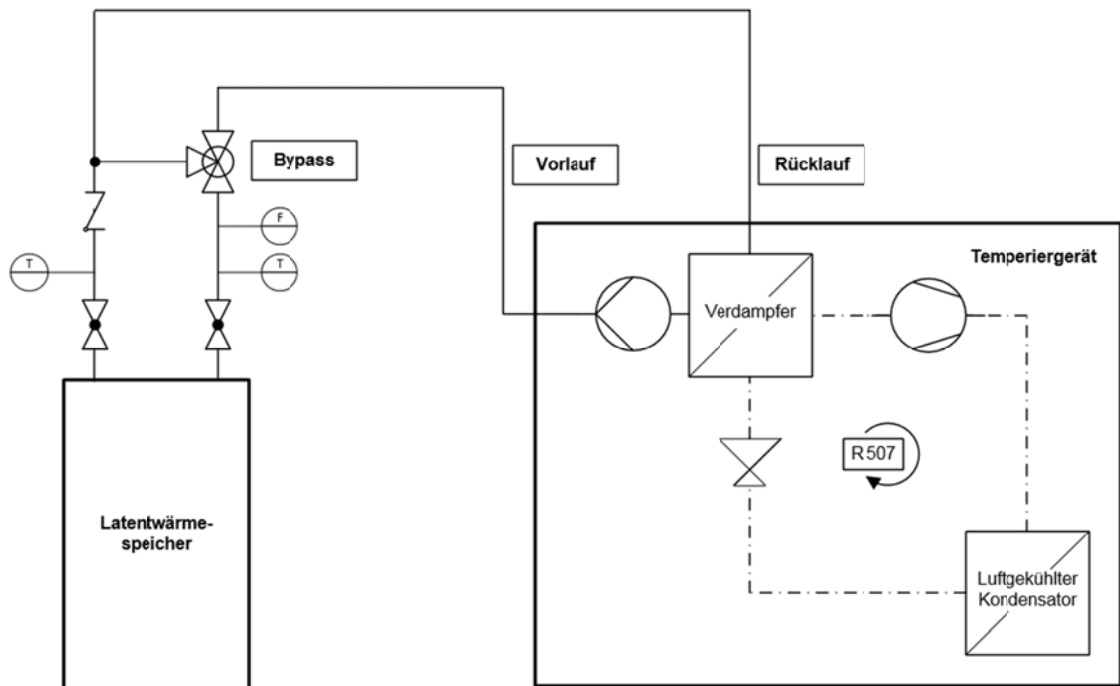 Bypass
Vorlauf
Rücklauf
F
T
T
Temperiergerät
Verdampfer
R507
Latentwärme-
speicher
Luftgekühlter
Kondensator